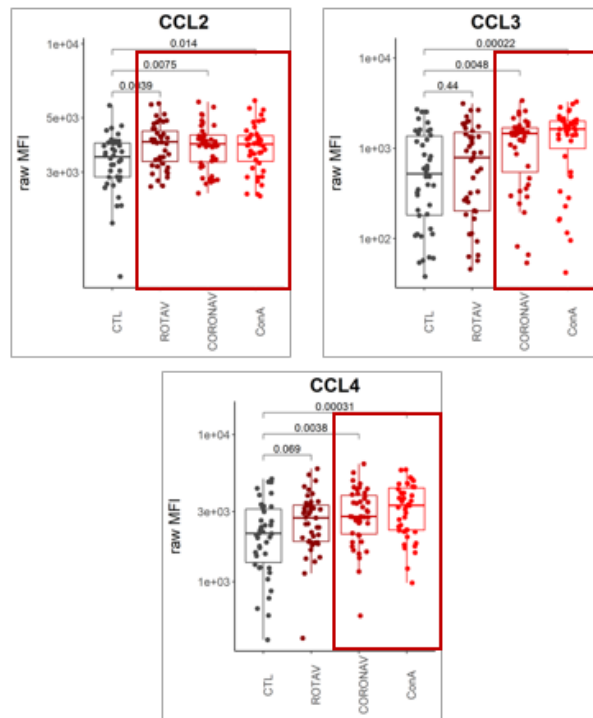 CCL2
1e+04
0.014
0.0075
0.0039
5e+03
3e+03
raw MFI
CTL
ROTAV
CORONAV
ConA
CCL3
1e+04
0.00022
0.0048
0.44
1e+03
1e+02
raw MFI
CTL
ROTAV
CORONAV
ConA
CCL4
0.00031
1e+04
0.0038
0.069
3e+03
1e+03
raw MFI
CTL
ROTAV
CORONAV
ConA